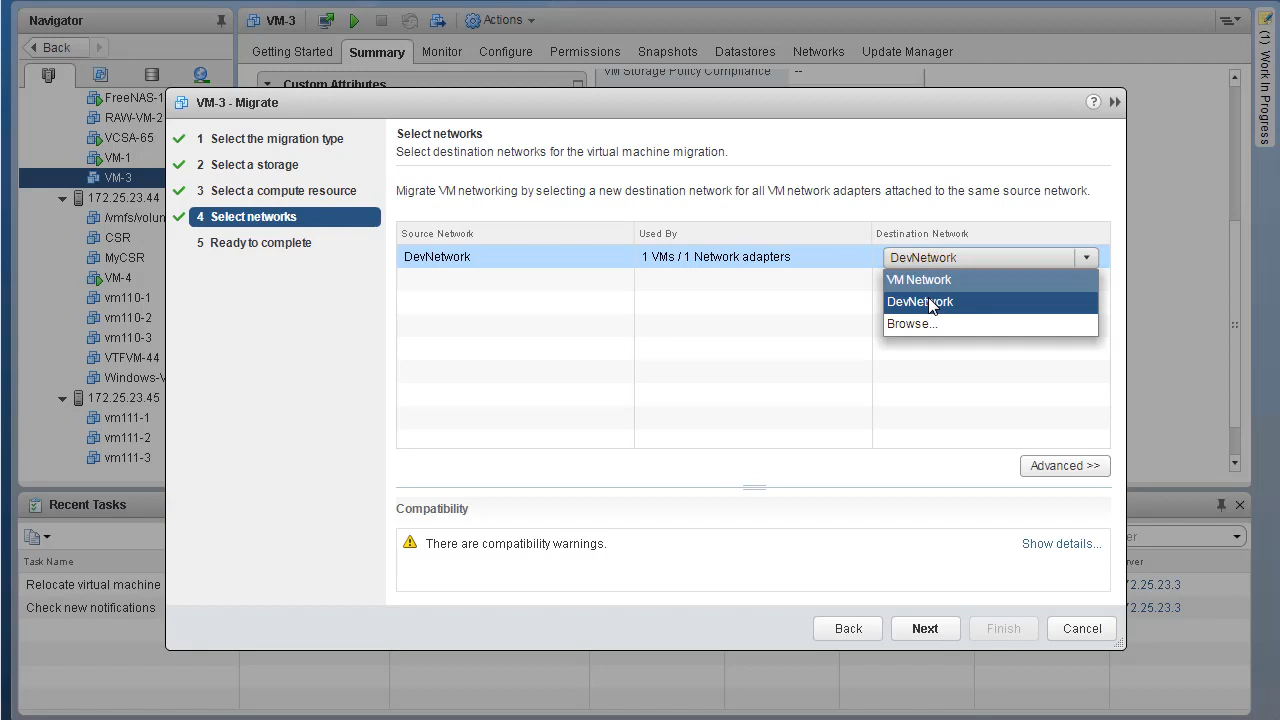 Navigator
VM-3
Actions
Back
Getting Started
Summary
Monitor
Configure
Permissions
Snapshots
Datastores
Networks
Update Manager
(1) Work In Progress
VM Storage Policy Compliance
--
Custom Attributes
FreeNAS-1
RAW-VM-2
VCSA-65
VM-1
VM-3
172.25.23.44
/vmfs/volun
CSR
MyCSR
VM-4
vm110-1
vm110-2
vm110-3
VTFVM-44
Windows-V
172.25.23.45
vm111-1
vm111-2
vm111-3
VM-3 - Migrate
?
1 Select the migration type
2 Select a storage
3 Select a compute resource
4 Select networks
5 Ready to complete
Select networks
Select destination networks for the virtual machine migration.
Migrate VM networking by selecting a new destination network for all VM network adapters attached to the same source network.
Source Network
Used By
Destination Network
DevNetwork
1 VMs / 1 Network adapters
DevNetwork
VM Network
DevNetwork
Browse...
Advanced >>
Compatibility
There are compatibility warnings.
Show details...
Back
Next
Finish
Cancel
Recent Tasks
er
Task Name
rver
Relocate virtual machine
72.25.23.3
Check new notifications
72.25.23.3